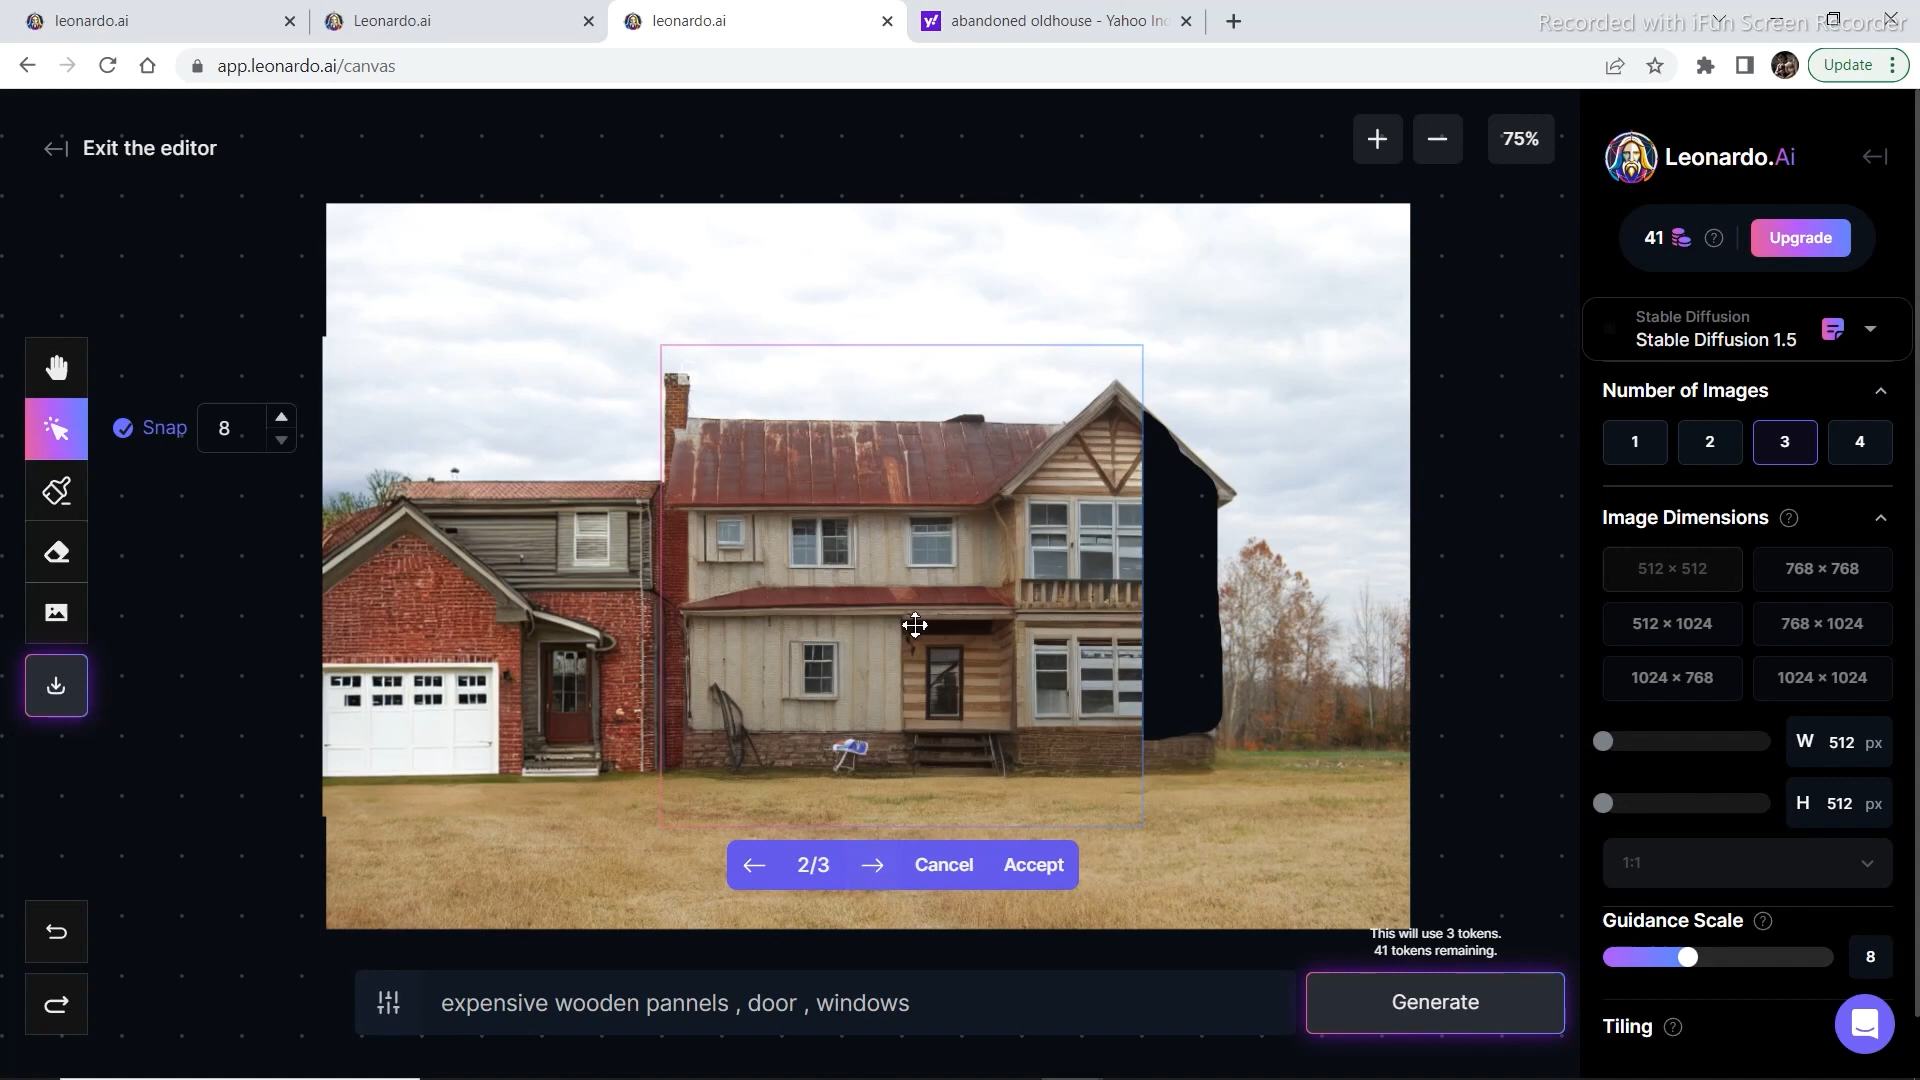 leonardo.ai
Leonardo.ai
leonardo.ai
abandoned oldhouse - Yahoo
Recorded with iFun Screen Recorder
app.leonardo.ai/canvas
Update
Exit the editor
75%
Leonardo.Ai
41
Upgrade
Stable Diffusion
Stable Diffusion 1.5
Number of Images
1 2 3 4
Snap 8
Image Dimensions
512 × 512 768 × 768
512 × 1024 768 × 1024
1024 × 768 1024 × 1024
W 512 px
H 512 px
1:1
2/3 Cancel Accept
Guidance Scale
8
This will use 3 tokens.
41 tokens remaining.
expensive wooden pannels , door , windows
Generate
Tiling